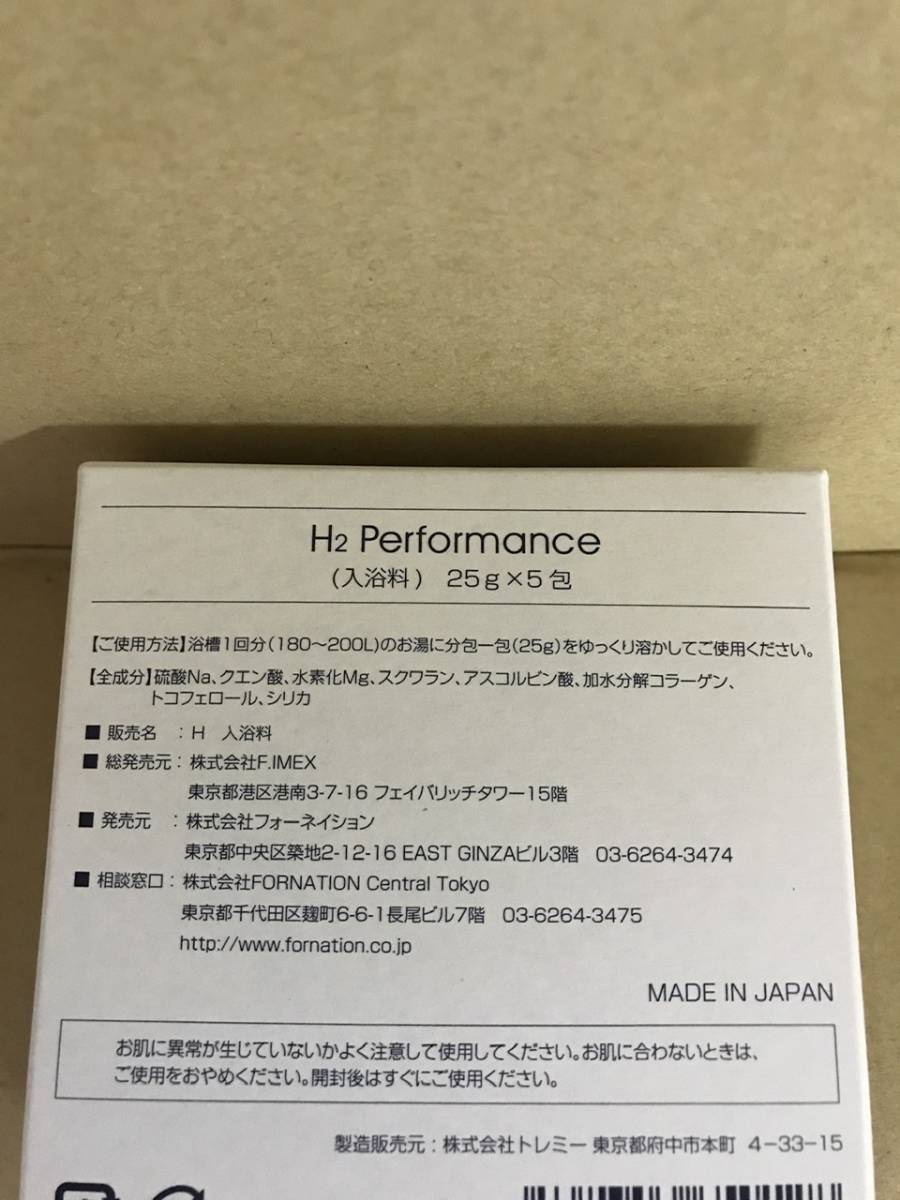 H2 Performance
(入浴料) 25g×5包
【ご使用方法】浴槽1回分(180〜200L)のお湯に分包一包(25g)をゆっくり溶かしてご使用ください。
【全成分】硫酸Na、クエン酸、水素化Mg、スクワラン、アスコルビン酸、加水分解コラーゲン、
トコフェロール、シリカ
■ 販売名 : H 入浴料
■ 総発売元 : 株式会社F.IMEX
東京都港区港南3-7-16 フェイバリッチタワー15階
■ 発売元 : 株式会社フォーネイション
東京都中央区築地2-12-16 EAST GINZAビル3階 03-6264-3474
■ 相談窓口 : 株式会社FORNATION Central Tokyo
東京都千代田区麹町6-6-1長尾ビル7階 03-6264-3475
http://www.fornation.co.jp
MADE IN JAPAN
お肌に異常が生じていないかよく注意して使用してください。お肌に合わないときは、
ご使用をおやめください。開封後はすぐにご使用ください。
製造販売元 : 株式会社トレミー 東京都府中市本町 4-33-15